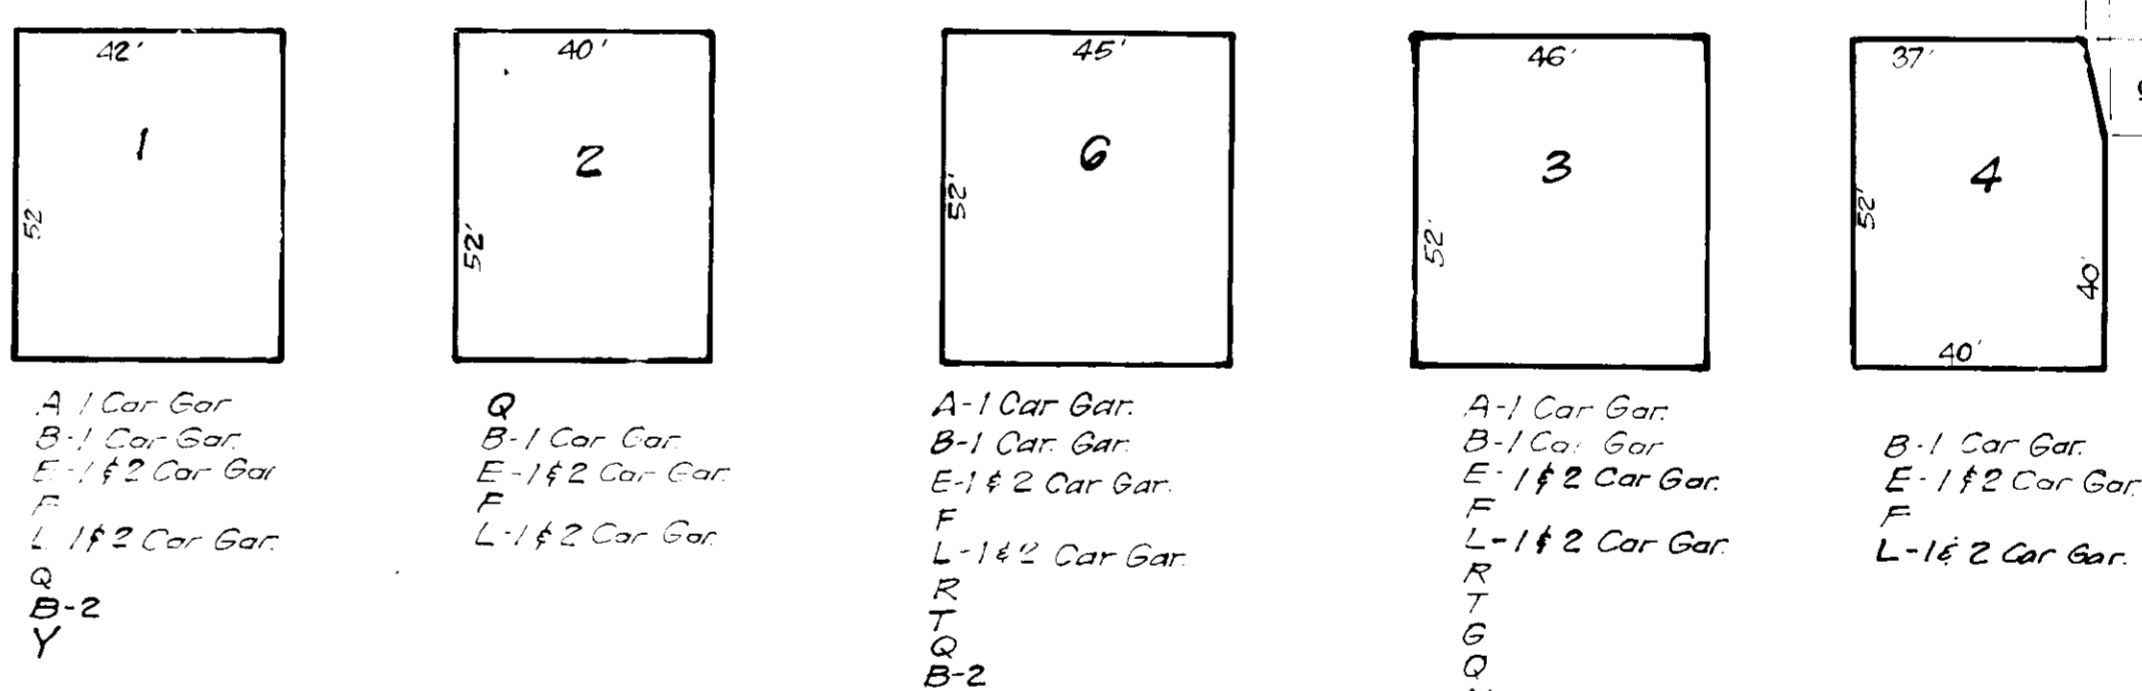 42'
1
52'
A 1 Car Gar
B-1 Car Gar.
E-1 & 2 Car Gar
F
L 1 & 2 Car Gar.
Q
B-2
Y
40'
2
52'
Q
B-1 Car Gar.
E-1 & 2 Car Gar.
F
L-1 & 2 Car Gar.
45'
6
52'
A-1 Car Gar.
B-1 Car. Gar.
E-1 & 2 Car Gar.
F
L-1 & 2 Car Gar.
R
T
Q
B-2
46'
3
52'
A-1 Car Gar.
B-1 Car Gar
E-1 & 2 Car Gar.
F
L-1 & 2 Car Gar.
R
T
G
Q
37'
4
52'
40'
40'
B-1 Car Gar.
E-1 & 2 Car Gar.
F
L-1 & 2 Car Gar.